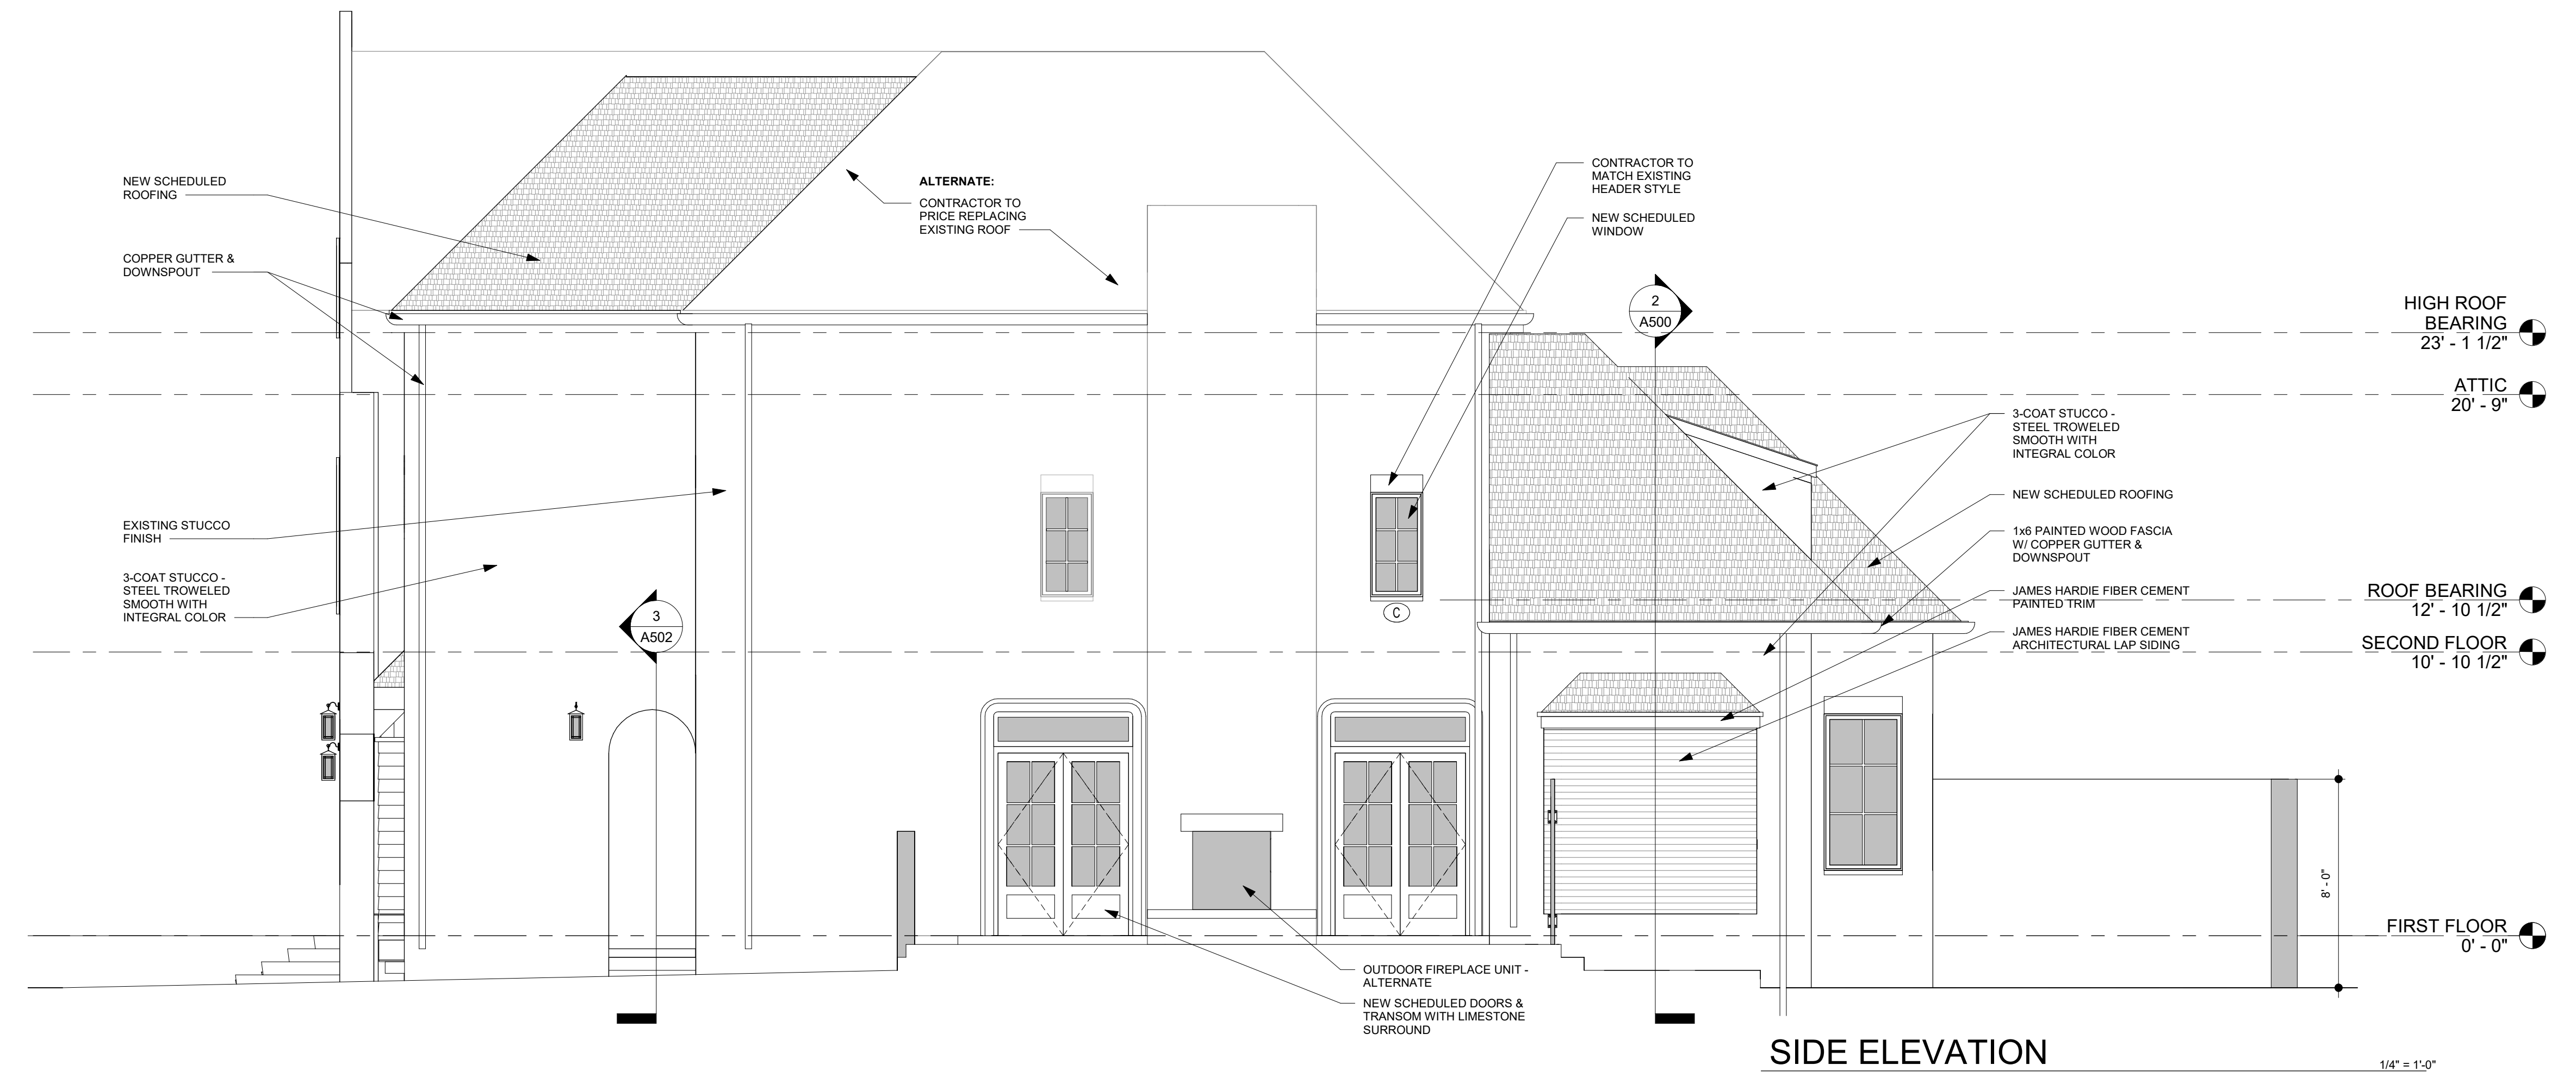 NEW SCHEDULED
ROOFING
COPPER GUTTER &
DOWNSPOUT
EXISTING STUCCO
FINISH
3-COAT STUCCO -
STEEL TROWELED
SMOOTH WITH
INTEGRAL COLOR
3
A502
ALTERNATE:
CONTRACTOR TO
PRICE REPLACING
EXISTING ROOF
CONTRACTOR TO
MATCH EXISTING
HEADER STYLE
NEW SCHEDULED
WINDOW
2
A500
C
OUTDOOR FIREPLACE UNIT -
ALTERNATE
NEW SCHEDULED DOORS &
TRANSOM WITH LIMESTONE
SURROUND
3-COAT STUCCO -
STEEL TROWELED
SMOOTH WITH
INTEGRAL COLOR
NEW SCHEDULED ROOFING
1x6 PAINTED WOOD FASCIA
W/ COPPER GUTTER &
DOWNSPOUT
JAMES HARDIE FIBER CEMENT
PAINTED TRIM
JAMES HARDIE FIBER CEMENT
ARCHITECTURAL LAP SIDING
HIGH ROOF
BEARING
23' - 1 1/2"
ATTIC
20' - 9"
ROOF BEARING
12' - 10 1/2"
SECOND FLOOR
10' - 10 1/2"
8' - 0"
FIRST FLOOR
0' - 0"
SIDE ELEVATION
1/4" = 1'-0"